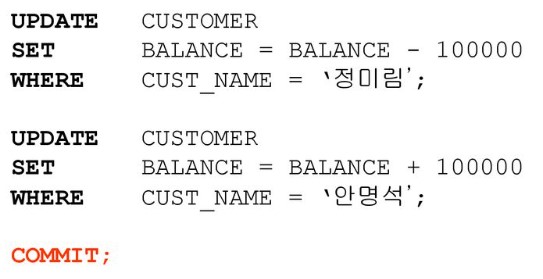 UPDATE CUSTOMER
SET BALANCE = BALANCE - 100000
WHERE CUST_NAME = ‘정미림’;
UPDATE CUSTOMER
SET BALANCE = BALANCE + 100000
WHERE CUST_NAME = ‘안명석’;
COMMIT;